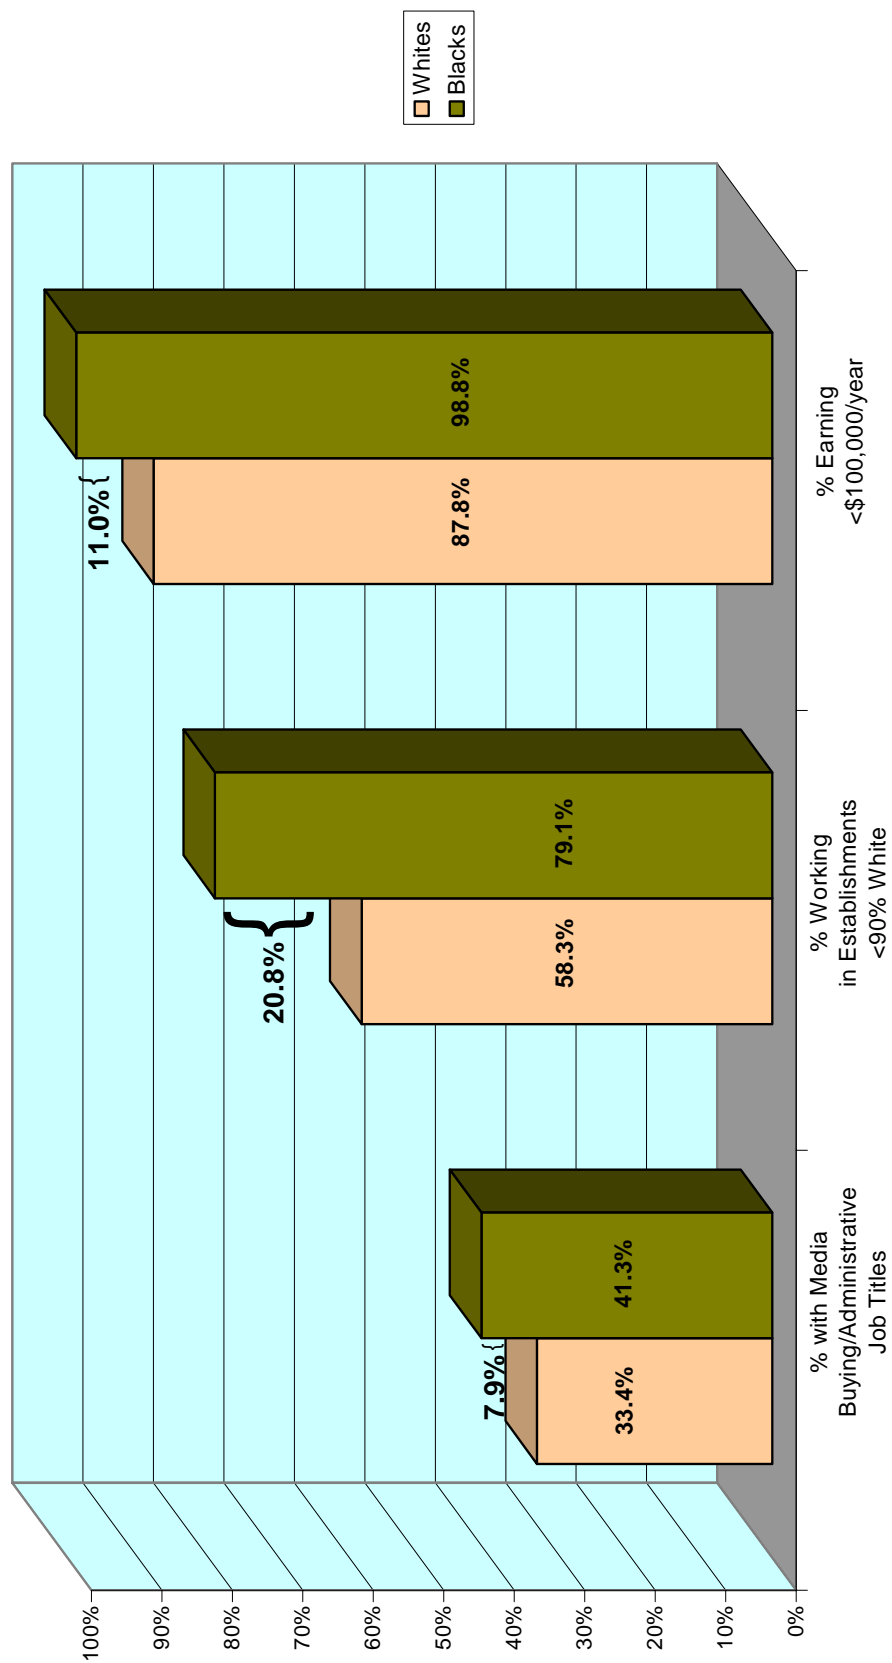 Whites
Blacks
100%
90%
80%
70%
60%
50%
40%
30%
20%
10%
0%
7.9% {
33.4%
41.3%
20.8%
{
58.3%
79.1%
11.0% {
87.8%
98.8%
% with Media
Buying/Administrative
Job Titles
% Working
in Establishments
<90% White
% Earning
<$100,000/year